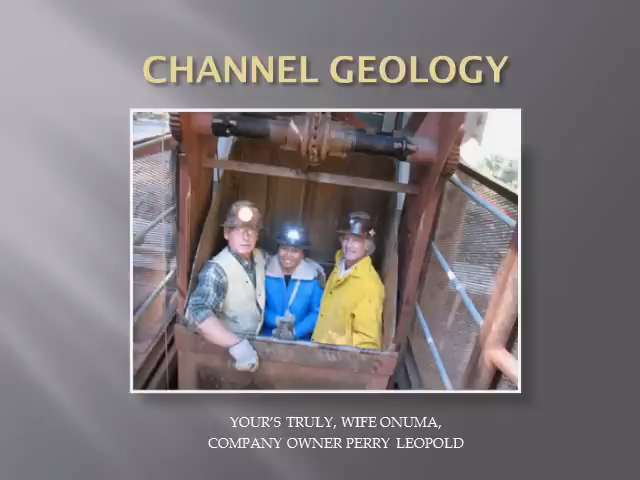 CHANNEL GEOLOGY
YOUR'S TRULY, WIFE ONUMA,
COMPANY OWNER PERRY LEOPOLD